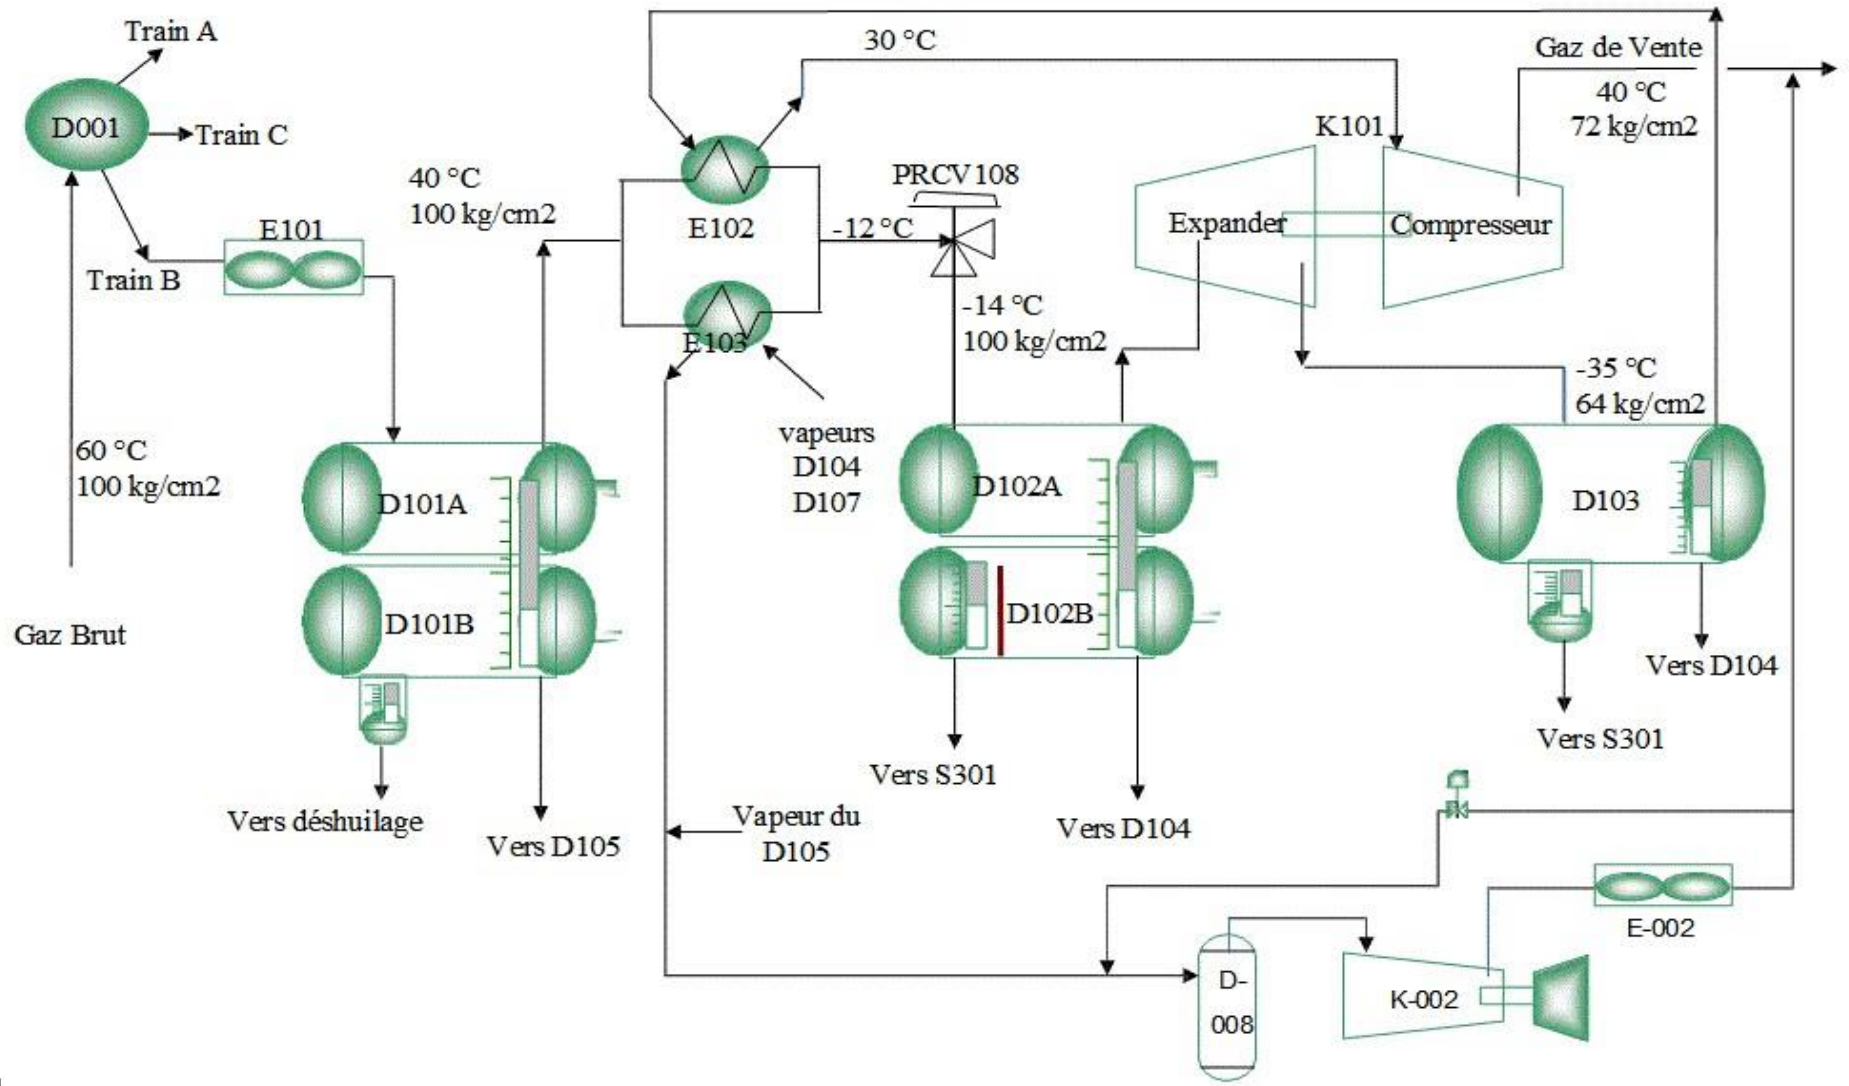 Train A
D001
Train C
Train B
E101
60 °C
100 kg/cm2
Gaz Brut
D101A
D101B
Vers déshuilage
Vers D105
40 °C
100 kg/cm2
E102
E103
-12 °C
vapeurs
D104
D107
Vapeur du
D105
30 °C
PRCV108
-14 °C
100 kg/cm2
D102A
D102B
Vers S301
Vers D104
K101
Expander
Compresseur
Gaz de Vente
40 °C
72 kg/cm2
-35 °C
64 kg/cm2
D103
Vers D104
Vers S301
E-002
D-
008
K-002